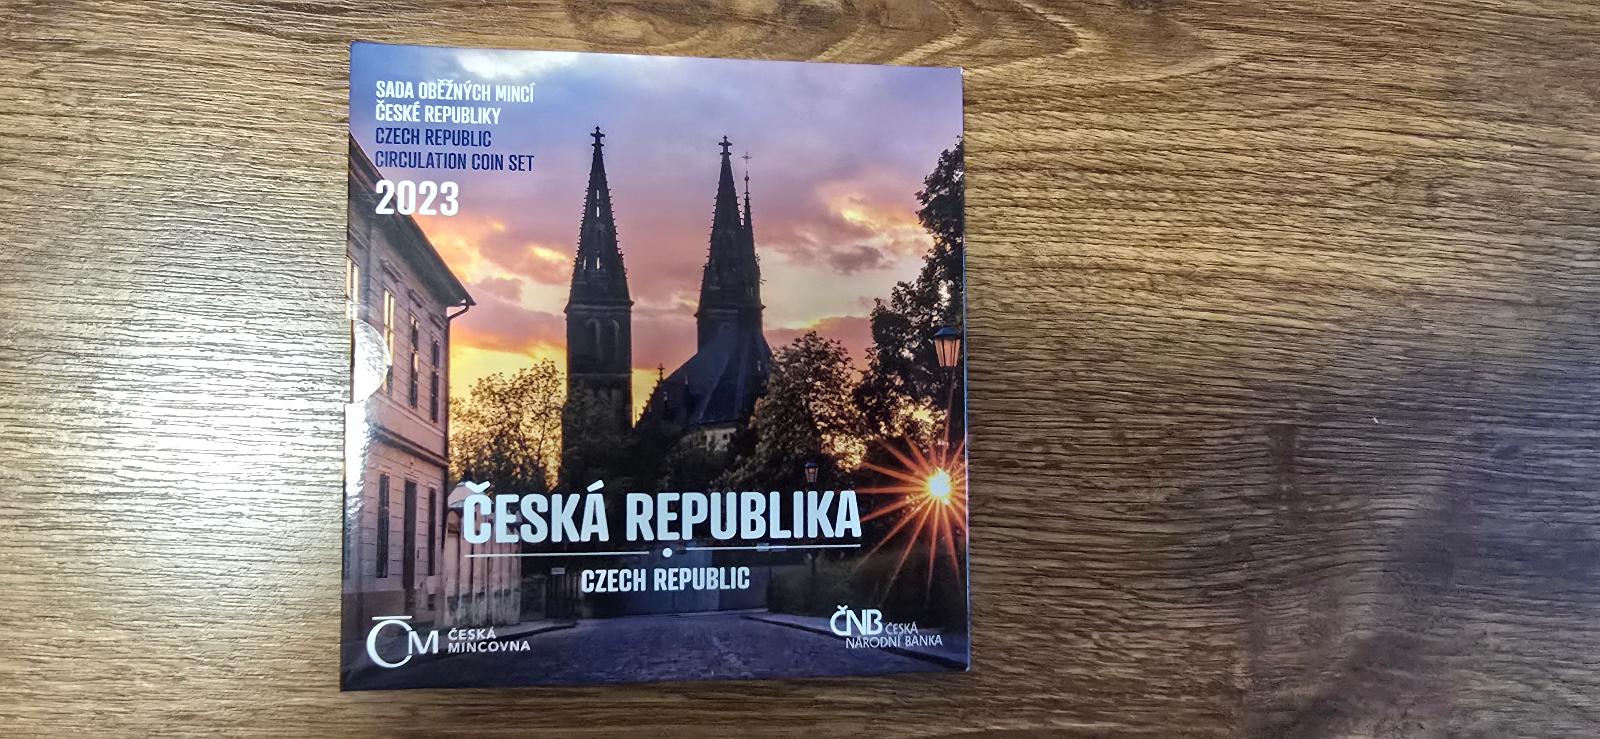 SADA OBĚŽNÝCH MINCÍ
ČESKÉ REPUBLIKY
CZECH REPUBLIC
CIRCULATION COIN SET
2023
ČESKÁ REPUBLIKA
CZECH REPUBLIC
ČM ČESKÁ
MINCOVNA
ČNB ČESKÁ
NÁRODNÍ BANKA